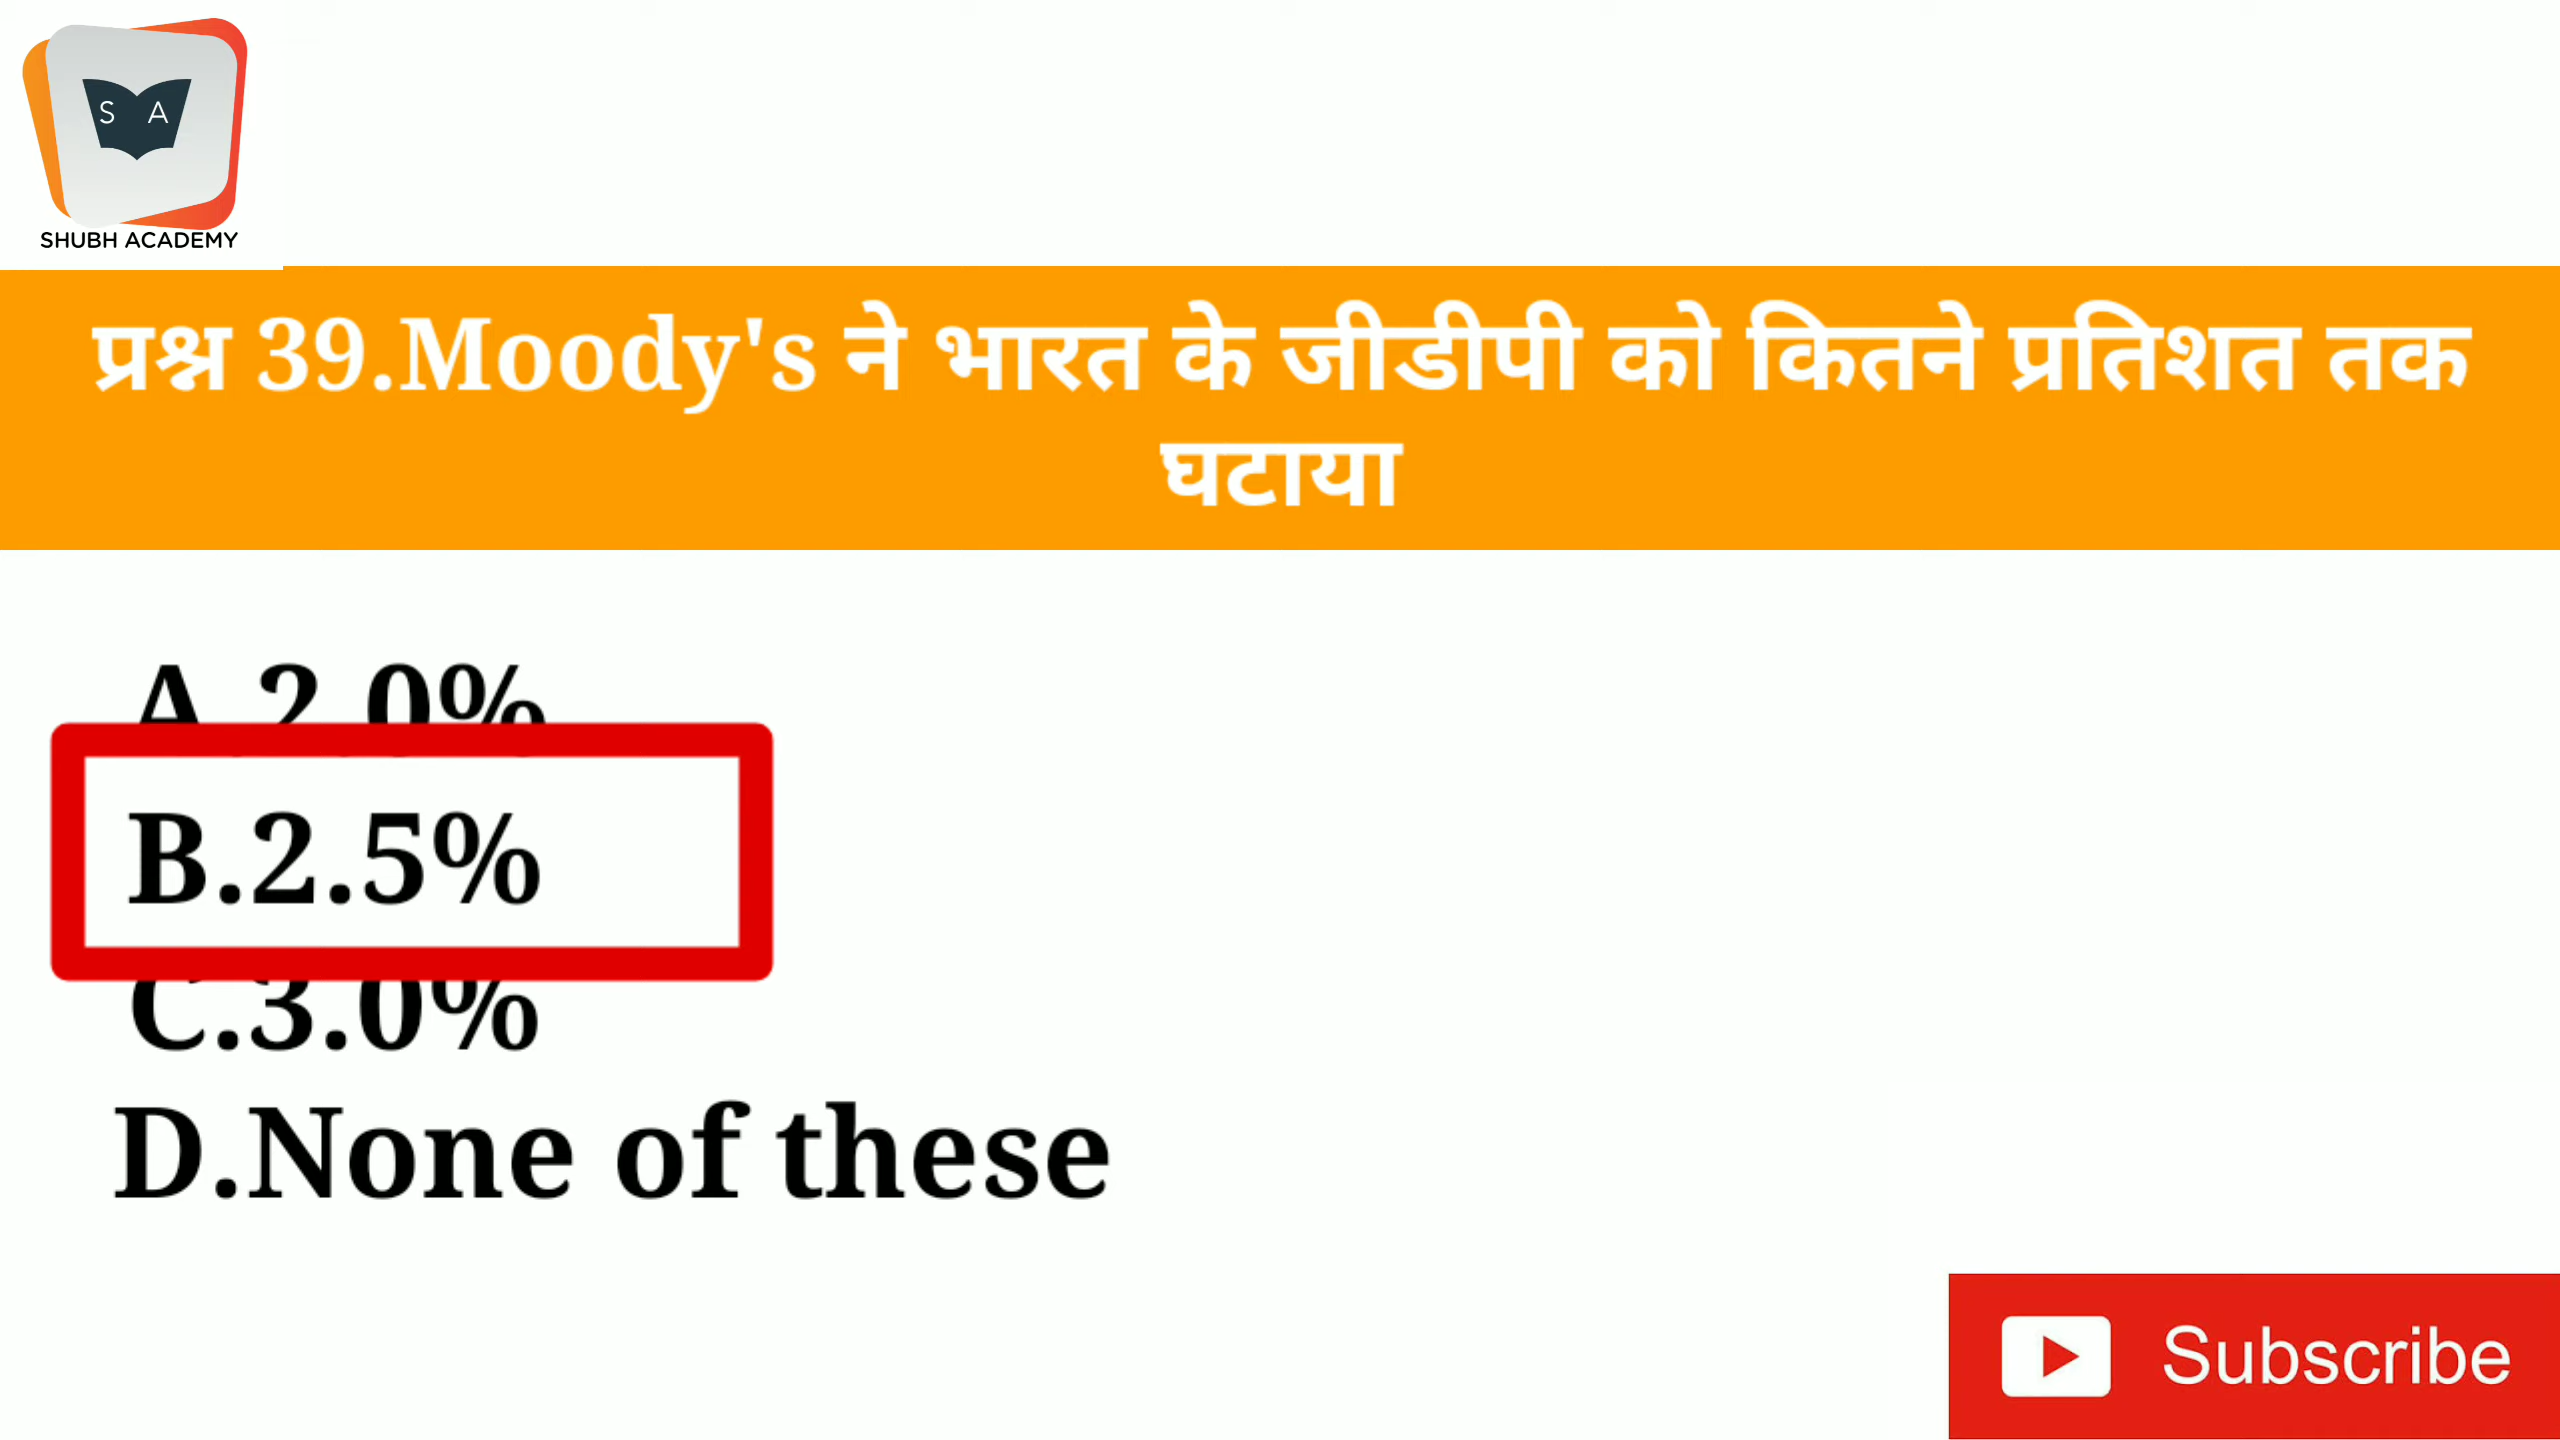 S A
SHUBH ACADEMY
प्रश्न 39.Moody's ने भारत के जीडीपी को कितने प्रतिशत तक
घटाया
A.2.0%
B.2.5%
C.3.0%
D.None of these
Subscribe